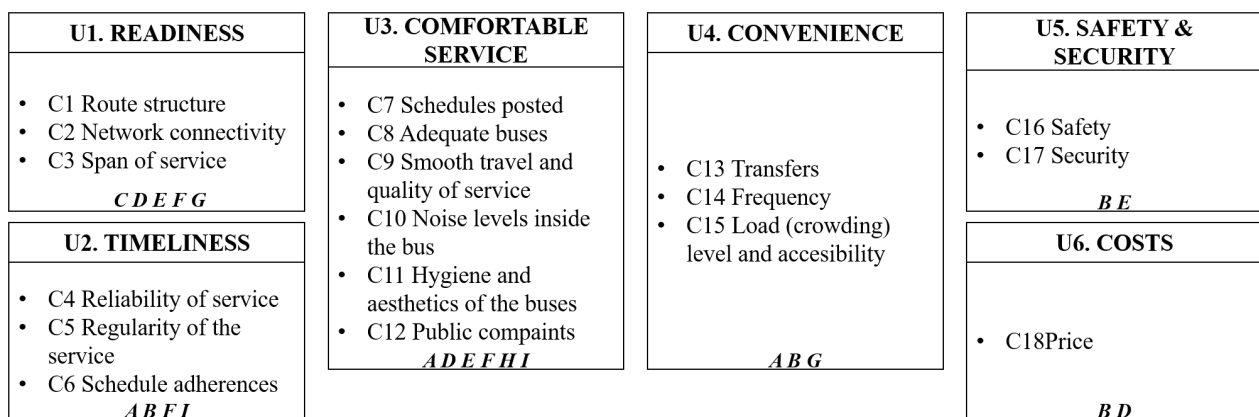 U1. READINESS
• C1 Route structure
• C2 Network connectivity
• C3 Span of service
C D E F G
U2. TIMELINESS
• C4 Reliability of service
• C5 Regularity of the
service
• C6 Schedule adherences
A B F I
U3. COMFORTABLE
SERVICE
• C7 Schedules posted
• C8 Adequate buses
• C9 Smooth travel and
quality of service
• C10 Noise levels inside
the bus
• C11 Hygiene and
aesthetics of the buses
• C12 Public compaints
A D E F H I
U4. CONVENIENCE
• C13 Transfers
• C14 Frequency
• C15 Load (crowding)
level and accesibility
A B G
U5. SAFETY &
SECURITY
• C16 Safety
• C17 Security
B E
U6. COSTS
• C18Price
B D